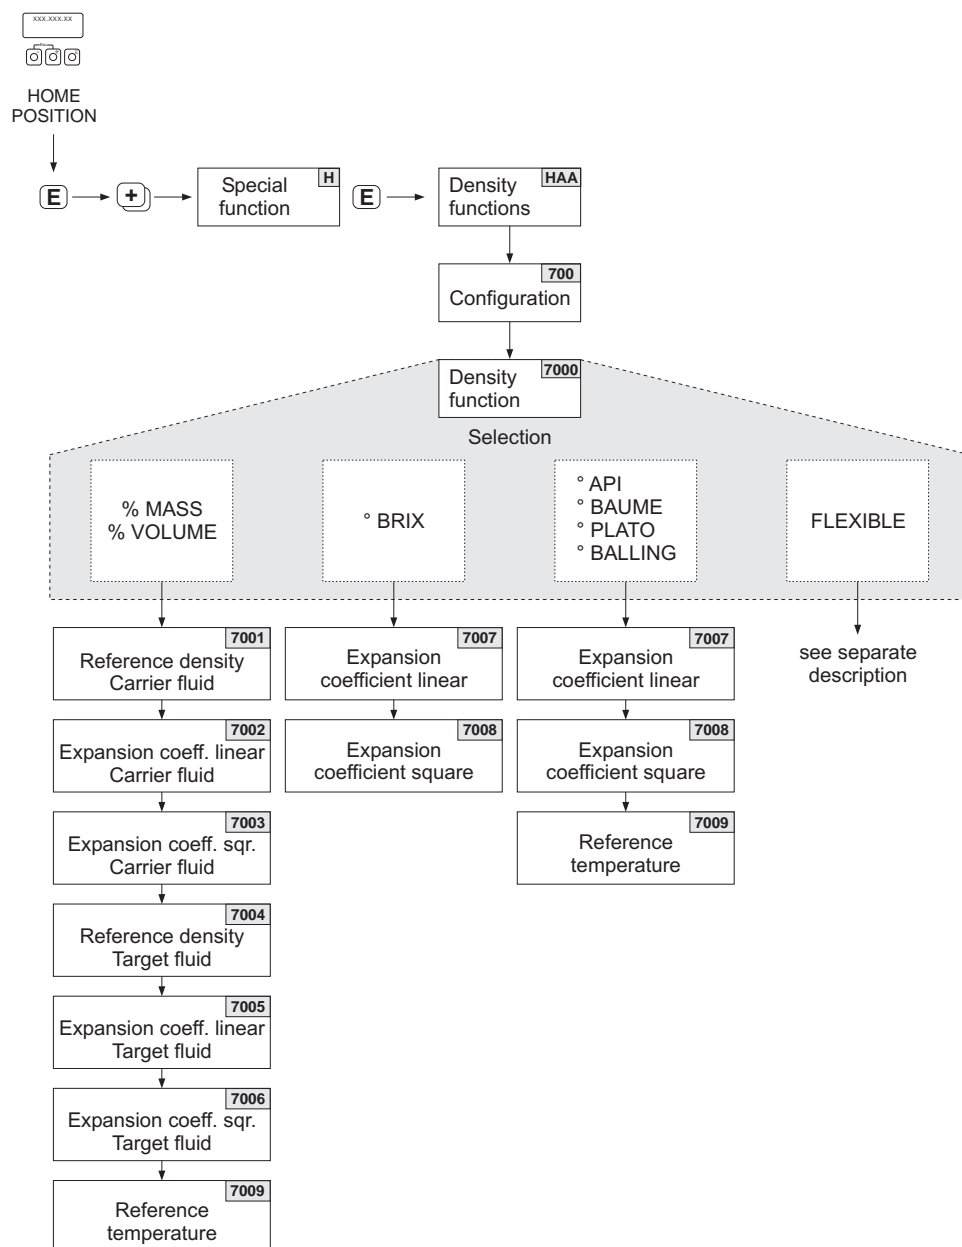 xxx.xxx.xx
HOME
POSITION
E
+
H
Special
function
E
HAA
Density
functions
700
Configuration
7000
Density
function
Selection
% MASS
% VOLUME
° BRIX
° API
° BAUME
° PLATO
° BALLING
FLEXIBLE
7001
Reference density
Carrier fluid
7002
Expansion coeff. linear
Carrier fluid
7003
Expansion coeff. sqr.
Carrier fluid
7004
Reference density
Target fluid
7005
Expansion coeff. linear
Target fluid
7006
Expansion coeff. sqr.
Target fluid
7009
Reference
temperature
7007
Expansion
coefficient linear
7008
Expansion
coefficient square
7007
Expansion
coefficient linear
7008
Expansion
coefficient square
7009
Reference
temperature
see separate
description